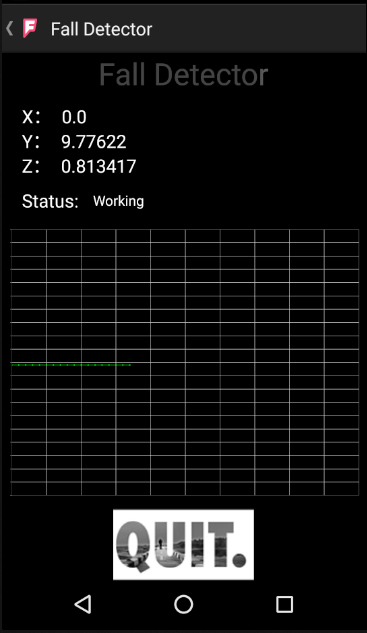 Fall Detector
Fall Detector
X: 0.0
Y: 9.77622
Z: 0.813417
Status: Working
QUIT.